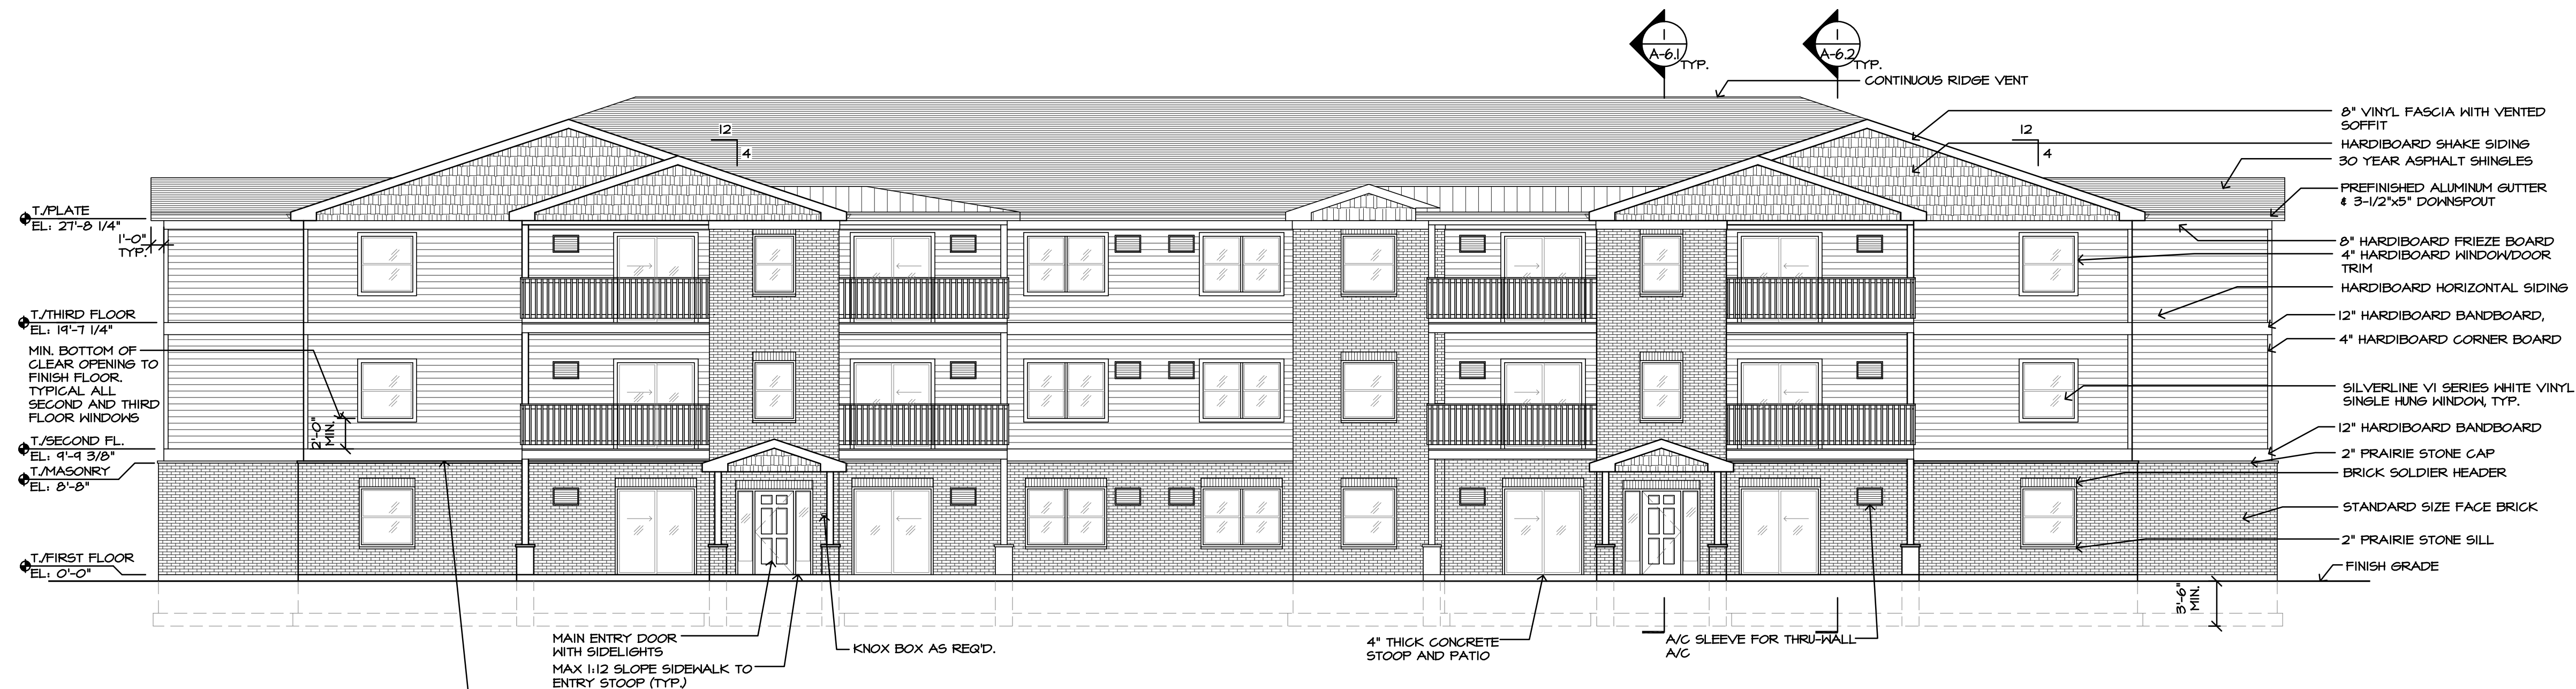 1
A-6.1
TYP.
1
A-6.2
TYP.
CONTINUOUS RIDGE VENT
12
4
12
4
8" VINYL FASCIA WITH VENTED
SOFFIT
HARDIBOARD SHAKE SIDING
30 YEAR ASPHALT SHINGLES
PREFINISHED ALUMINUM GUTTER
& 3-1/2"x5" DOWNSPOUT
8" HARDIBOARD FRIEZE BOARD
4" HARDIBOARD WINDOW/DOOR
TRIM
HARDIBOARD HORIZONTAL SIDING
12" HARDIBOARD BANDBOARD,
4" HARDIBOARD CORNER BOARD
SILVERLINE V1 SERIES WHITE VINYL
SINGLE HUNG WINDOW, TYP.
12" HARDIBOARD BANDBOARD
2" PRAIRIE STONE CAP
BRICK SOLDIER HEADER
STANDARD SIZE FACE BRICK
2" PRAIRIE STONE SILL
FINISH GRADE
3'-6"
MIN.
T./PLATE
EL: 27'-8 1/4"
1'-0"
TYP.
T./THIRD FLOOR
EL: 19'-7 1/4"
MIN. BOTTOM OF
CLEAR OPENING TO
FINISH FLOOR.
TYPICAL ALL
SECOND AND THIRD
FLOOR WINDOWS
2'-0"
MIN.
T./SECOND FL.
EL: 9'-9 3/8"
T./MASONRY
EL: 8'-8"
T./FIRST FLOOR
EL: 0'-0"
MAIN ENTRY DOOR
WITH SIDELIGHTS
MAX 1:12 SLOPE SIDEWALK TO
ENTRY STOOP (TYP.)
KNOX BOX AS REQ'D.
4" THICK CONCRETE
STOOP AND PATIO
A/C SLEEVE FOR THRU-WALL
A/C